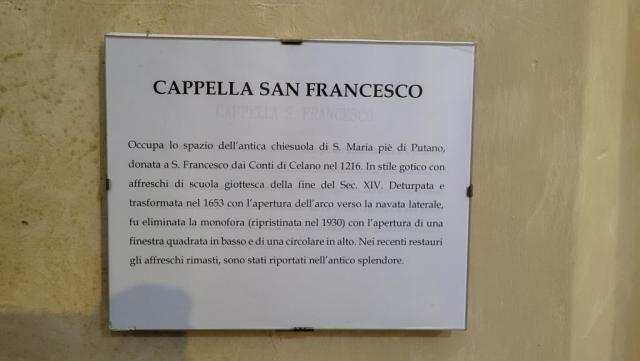 CAPPELLA SAN FRANCESCO
CAPPELLA S. FRANCESCO
Occupa lo spazio dell'antica chiesuola di S. Maria piè di Putano,
donata a S. Francesco dai Conti di Celano nel 1216. In stile gotico con
affreschi di scuola giottesca della fine del Sec. XIV. Deturpata e
trasformata nel 1653 con l'apertura dell'arco verso la navata laterale,
fu eliminata la monofora (ripristinata nel 1930) con l'apertura di una
finestra quadrata in basso e di una circolare in alto. Nei recenti restauri
gli affreschi rimasti, sono stati riportati nell'antico splendore.